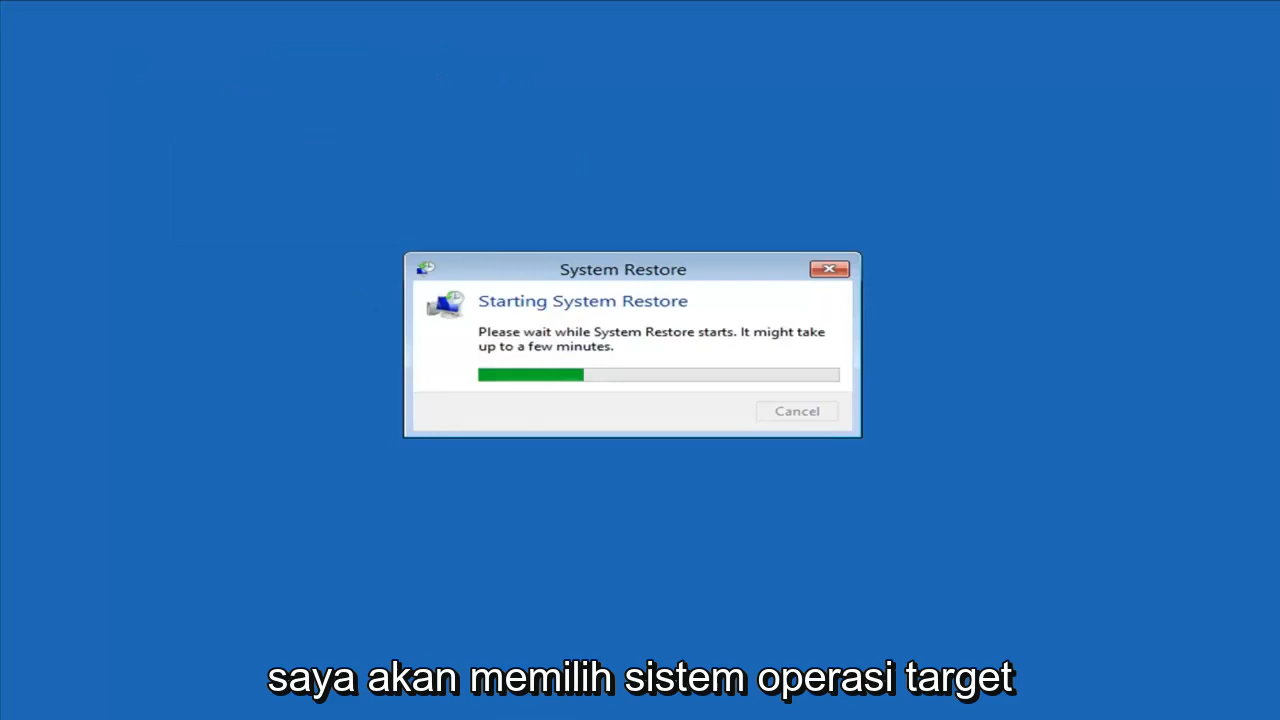 System Restore
Starting System Restore
Please wait while System Restore starts. It might take
up to a few minutes.
Cancel
saya akan memilih sistem operasi target